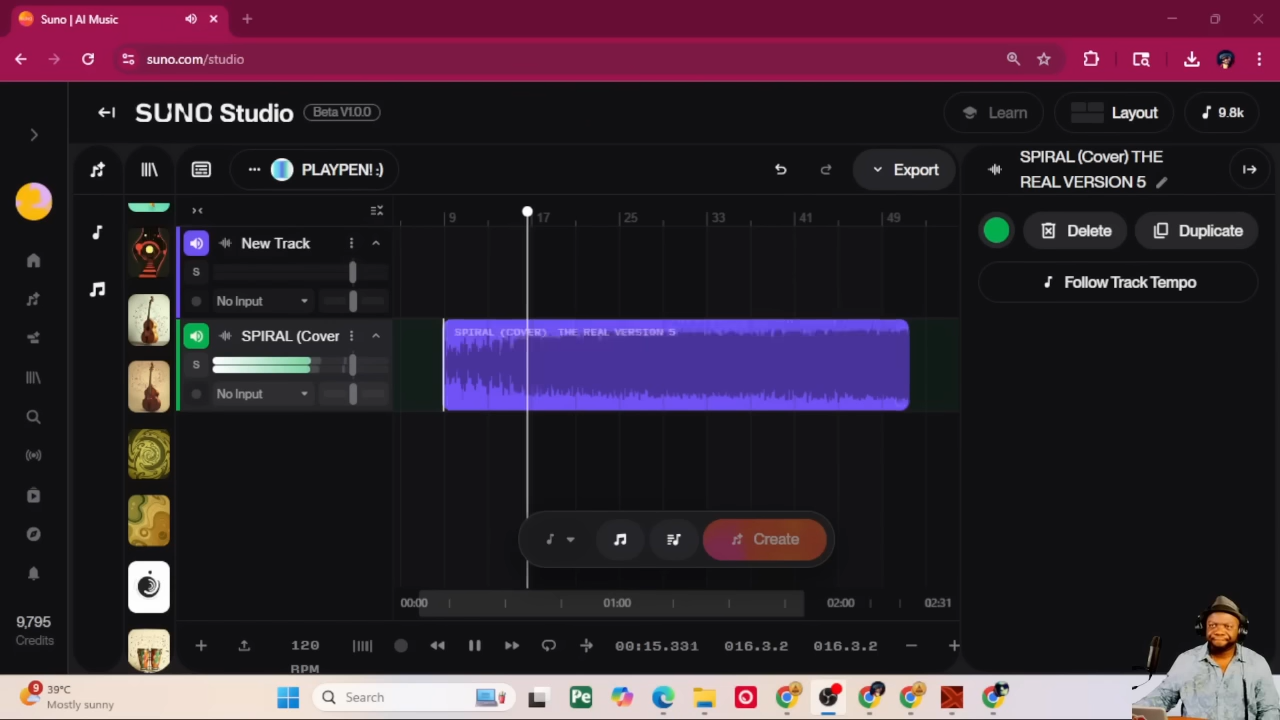 Suno | AI Music
suno.com/studio
SUNO Studio
Beta V1.0.0
Learn
Layout
9.8k
PLAYPEN! :)
Export
SPIRAL (Cover) THE
REAL VERSION 5
Delete
Duplicate
Follow Track Tempo
9
17
25
33
41
49
New Track
S
No Input
SPIRAL (Cover
S
No Input
SPIRAL (COVER) THE REAL VERSION 5
Create
00:00
01:00
02:00
02:31
120
RPM
00:15.331
016.3.2
016.3.2
9,795
Credits
9
39°C
Mostly sunny
Search
Pe